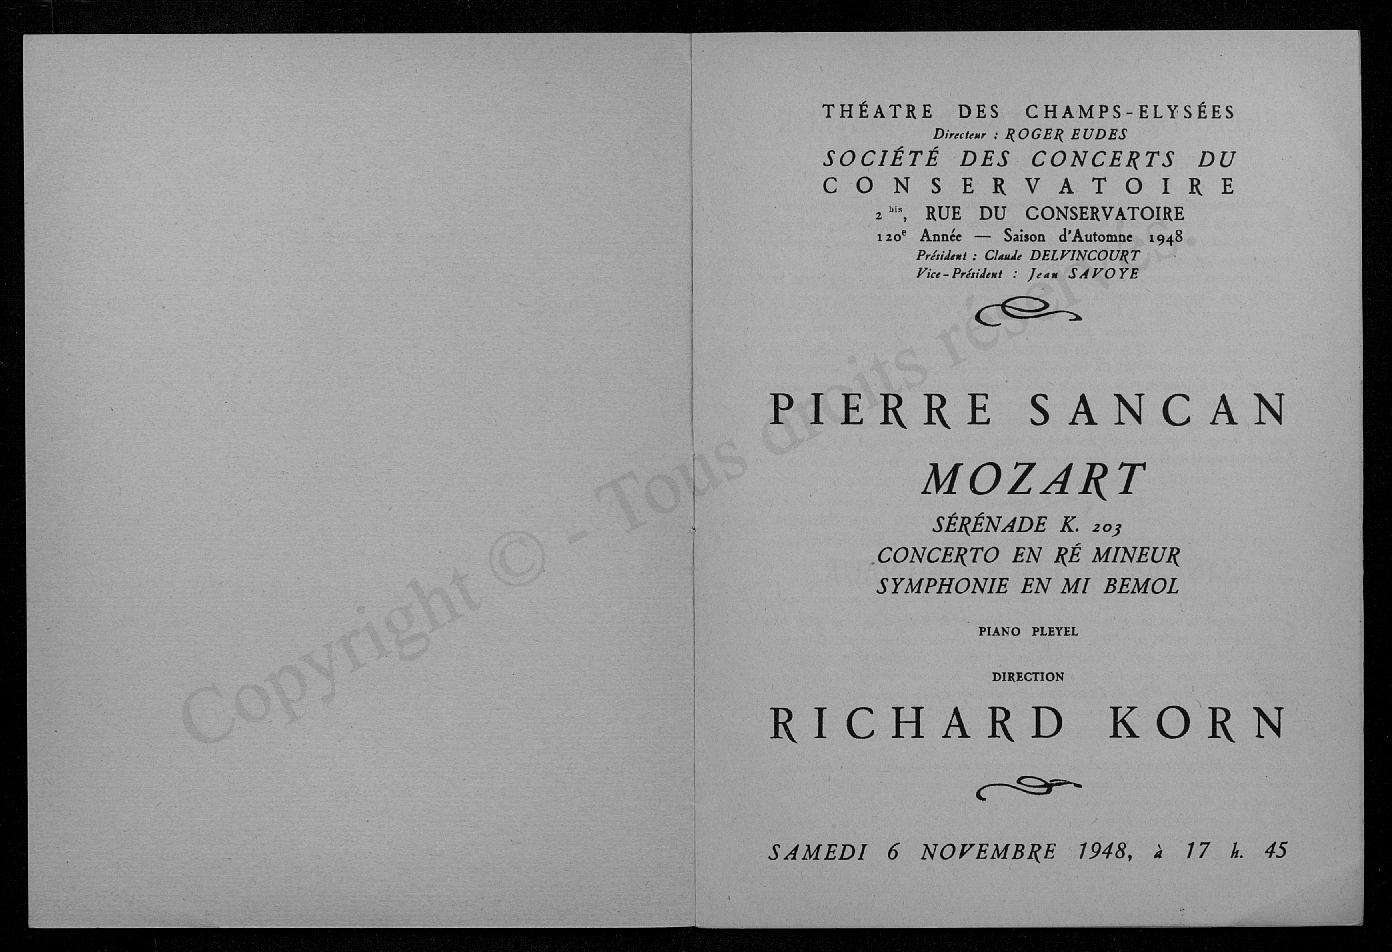 THÉATRE DES CHAMPS-ELYSÉES
Directeur : ROGER EUDES
SOCIÉTÉ DES CONCERTS DU
CONSERVATOIRE
2 bis, RUE DU CONSERVATOIRE
120e Année — Saison d'Automne 1948
Président : Claude DELVINCOURT
Vice-Président : Jean SAVOYE
PIERRE SANCAN
MOZART
SÉRÉNADE K. 203
CONCERTO EN RÉ MINEUR
SYMPHONIE EN MI BEMOL
PIANO PLEYEL
DIRECTION
RICHARD KORN
SAMEDI 6 NOVEMBRE 1948, à 17 h. 45
Copyright © - Tous droits réservés.